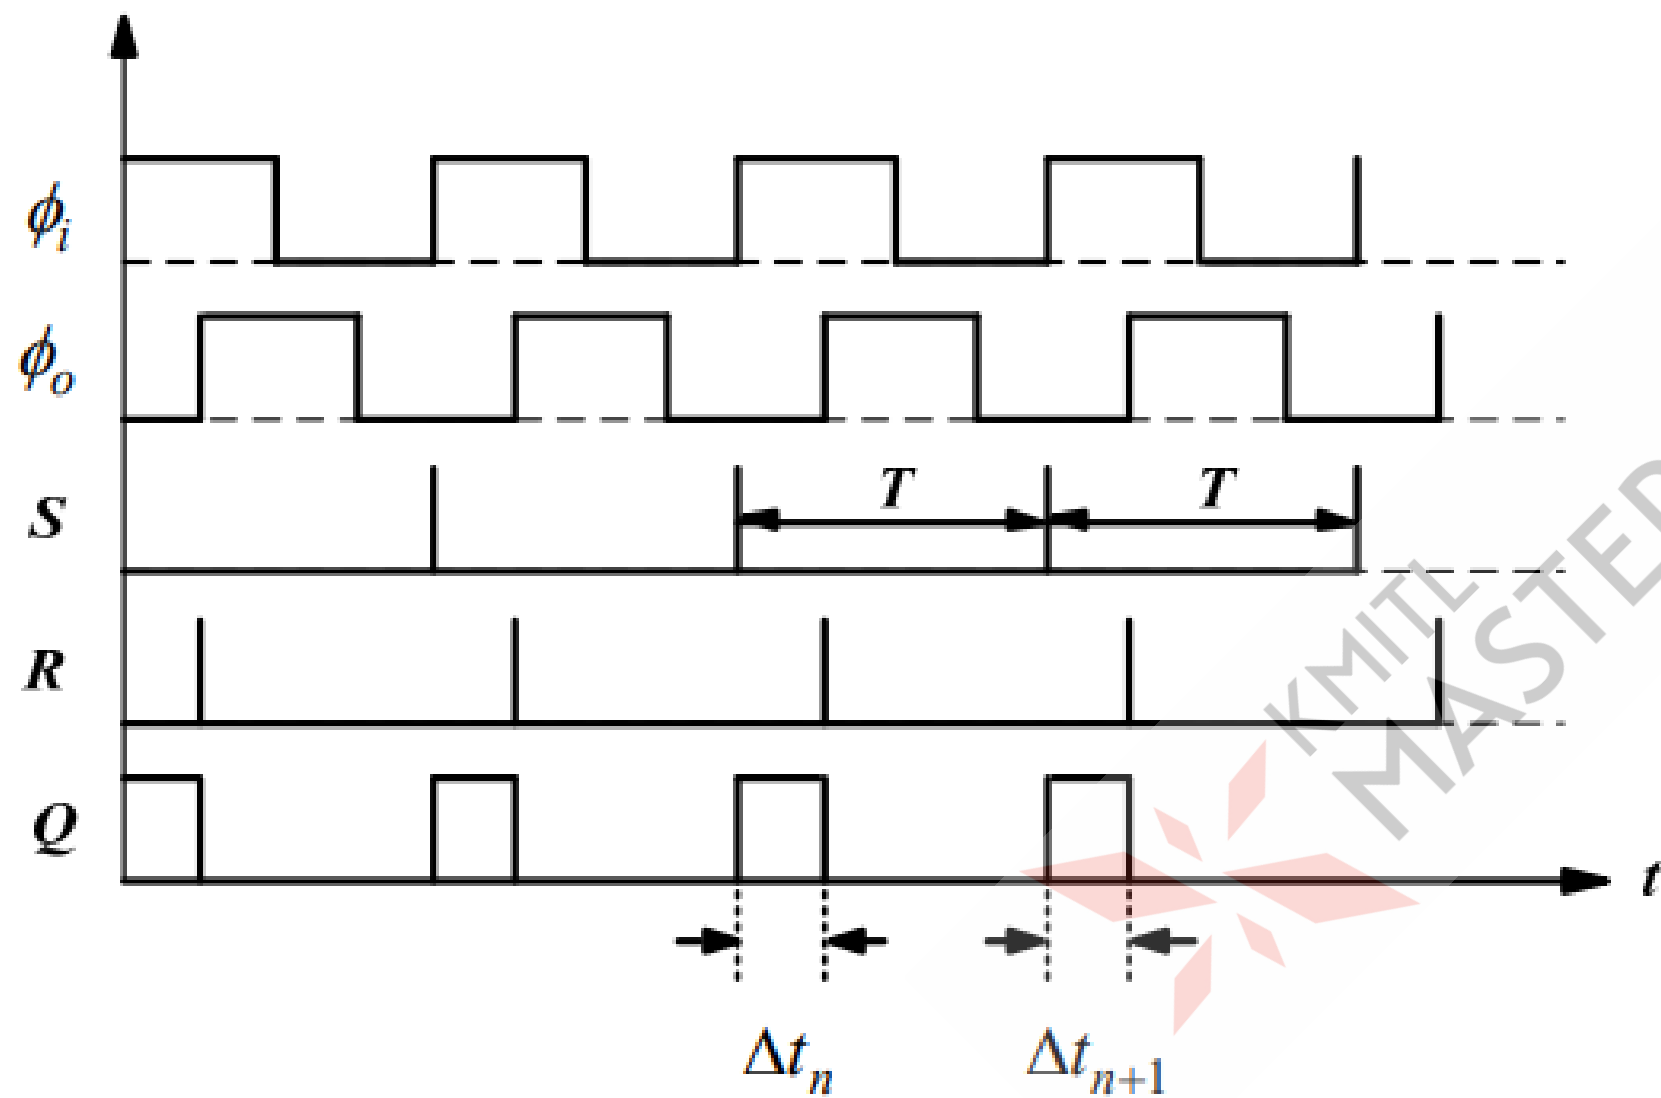 ϕi
ϕo
S
T T
R
Q
t
Δtn Δtn+1
KMITL
MASTER